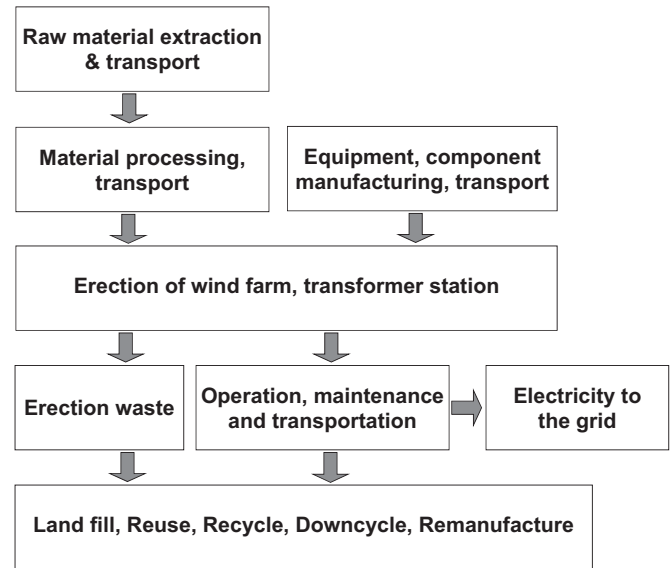 Raw material extraction
& transport
Material processing,
transport
Equipment, component
manufacturing, transport
Erection of wind farm, transformer station
Erection waste
Operation, maintenance
and transportation
Electricity to
the grid
Land fill, Reuse, Recycle, Downcycle, Remanufacture